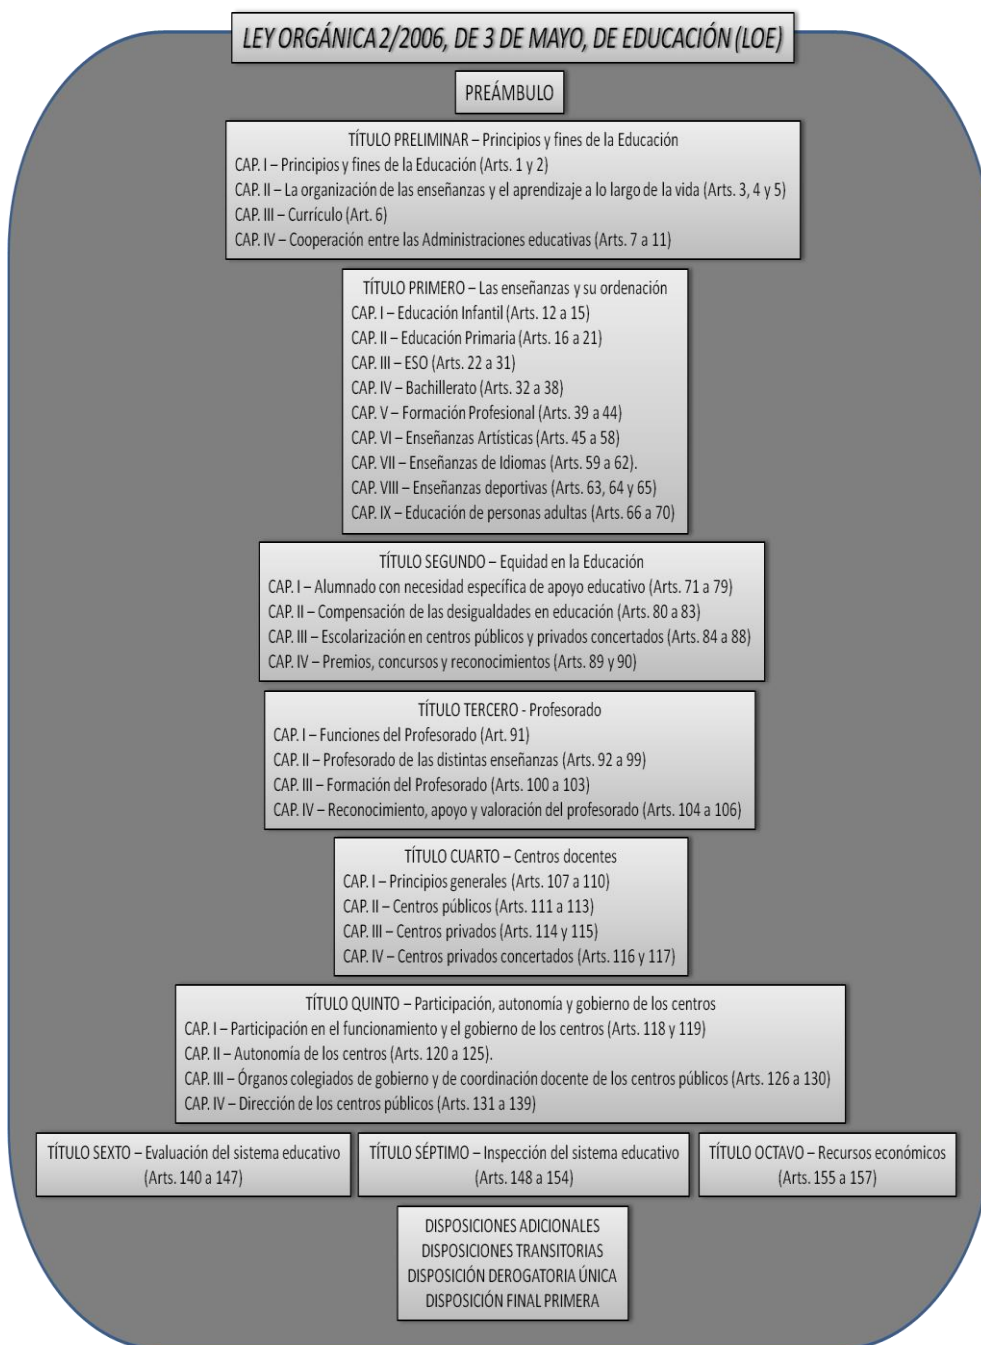 LEY ORGÁNICA 2/2006, DE 3 DE MAYO, DE EDUCACIÓN (LOE)
PREÁMBULO
TÍTULO PRELIMINAR – Principios y fines de la Educación
CAP. I – Principios y fines de la Educación (Arts. 1 y 2)
CAP. II – La organización de las enseñanzas y el aprendizaje a lo largo de la vida (Arts. 3, 4 y 5)
CAP. III – Currículo (Art. 6)
CAP. IV – Cooperación entre las Administraciones educativas (Arts. 7 a 11)
TÍTULO PRIMERO – Las enseñanzas y su ordenación
CAP. I – Educación Infantil (Arts. 12 a 15)
CAP. II – Educación Primaria (Arts. 16 a 21)
CAP. III – ESO (Arts. 22 a 31)
CAP. IV – Bachillerato (Arts. 32 a 38)
CAP. V – Formación Profesional (Arts. 39 a 44)
CAP. VI – Enseñanzas Artísticas (Arts. 45 a 58)
CAP. VII – Enseñanzas de Idiomas (Arts. 59 a 62).
CAP. VIII – Enseñanzas deportivas (Arts. 63, 64 y 65)
CAP. IX – Educación de personas adultas (Arts. 66 a 70)
TÍTULO SEGUNDO – Equidad en la Educación
CAP. I – Alumnado con necesidad específica de apoyo educativo (Arts. 71 a 79)
CAP. II – Compensación de las desigualdades en educación (Arts. 80 a 83)
CAP. III – Escolarización en centros públicos y privados concertados (Arts. 84 a 88)
CAP. IV – Premios, concursos y reconocimientos (Arts. 89 y 90)
TÍTULO TERCERO - Profesorado
CAP. I – Funciones del Profesorado (Art. 91)
CAP. II – Profesorado de las distintas enseñanzas (Arts. 92 a 99)
CAP. III – Formación del Profesorado (Arts. 100 a 103)
CAP. IV – Reconocimiento, apoyo y valoración del profesorado (Arts. 104 a 106)
TÍTULO CUARTO – Centros docentes
CAP. I – Principios generales (Arts. 107 a 110)
CAP. II – Centros públicos (Arts. 111 a 113)
CAP. III – Centros privados (Arts. 114 y 115)
CAP. IV – Centros privados concertados (Arts. 116 y 117)
TÍTULO QUINTO – Participación, autonomía y gobierno de los centros
CAP. I – Participación en el funcionamiento y el gobierno de los centros (Arts. 118 y 119)
CAP. II – Autonomía de los centros (Arts. 120 a 125).
CAP. III – Órganos colegiados de gobierno y de coordinación docente de los centros públicos (Arts. 126 a 130)
CAP. IV – Dirección de los centros públicos (Arts. 131 a 139)
TÍTULO SEXTO – Evaluación del sistema educativo
(Arts. 140 a 147)
TÍTULO SÉPTIMO – Inspección del sistema educativo
(Arts. 148 a 154)
TÍTULO OCTAVO – Recursos económicos
(Arts. 155 a 157)
DISPOSICIONES ADICIONALES
DISPOSICIONES TRANSITORIAS
DISPOSICIÓN DEROGATORIA ÚNICA
DISPOSICIÓN FINAL PRIMERA